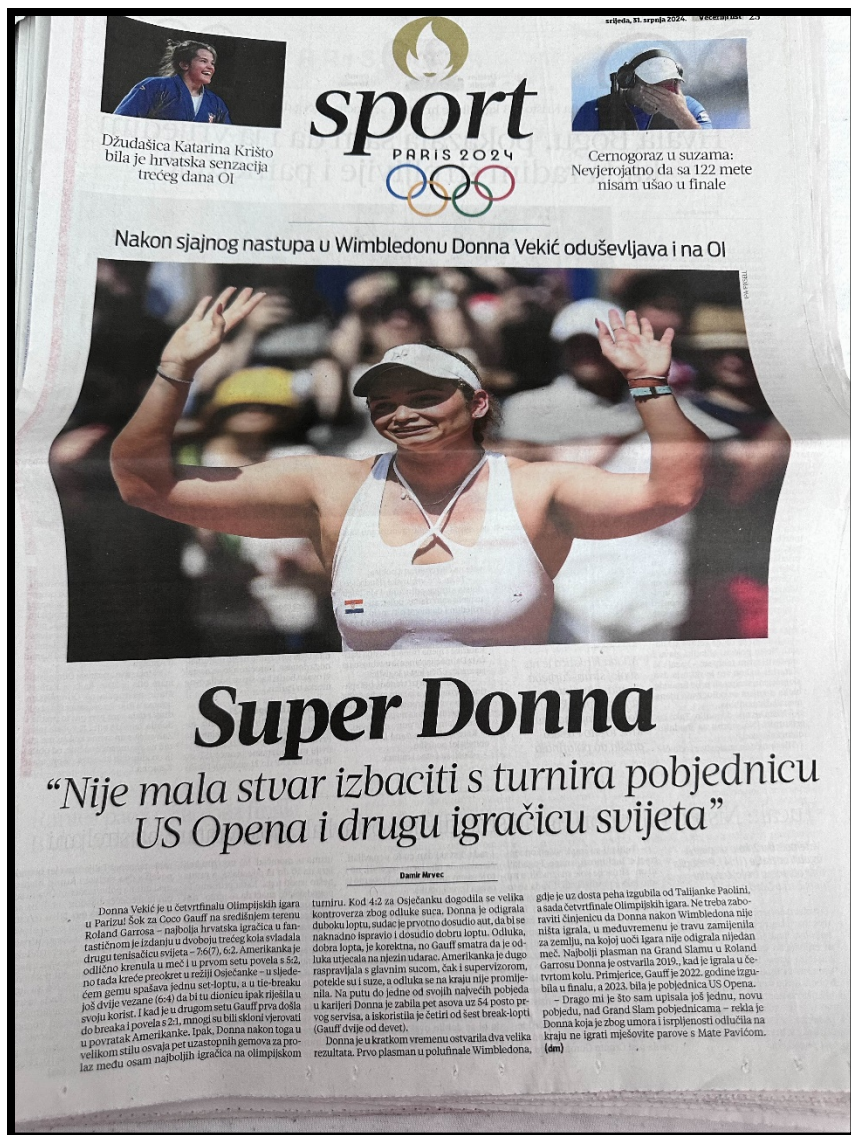 srijeda, 31. srpnja 2024. Večernji list 25
sport
PARIS 2024
Džudašica Katarina Krišto
bila je hrvatska senzacija
trećeg dana OI
Cernogoraz u suzama:
Nevjerojatno da sa 122 mete
nisam ušao u finale
Nakon sjajnog nastupa u Wimbledonu Donna Vekić oduševljava i na OI
Super Donna
“Nije mala stvar izbaciti s turnira pobjednicu
US Opena i drugu igračicu svijeta”
Damir Mrvec
Donna Vekić je u četvrtfinalu Olimpijskih igara
u Parizu! Šok za Coco Gauff na središnjem terenu
Roland Garrosa – najbolja hrvatska igračica u fan-
tastičnom je izdanju u dvoboju trećeg kola svladala
drugu tenisačicu svijeta – 7:6(7), 6:2. Amerikanka je
odlično krenula u meč i u prvom setu povela s 5:2,
no tada kreće preokret u režiji Osječanke – u sljede-
ćem gemu spašava jednu set-loptu, a u tie-breaku
još dvije vezane (6:4) da bi tu dionicu ipak riješila u
svoju korist. I kad je u drugom setu Gauff prva došla
do breaka i povela s 2:1, mnogi su bili skloni vjerovati
u povratak Amerikanke. Ipak, Donna nakon toga u
velikom stilu osvaja pet uzastopnih gemova za pro-
laz među osam najboljih igračica na olimpijskom
turniru. Kod 4:2 za Osječanku dogodila se velika
kontroverza zbog odluke suca. Donna je odigrala
duboku loptu, sudac je prvotno dosudio aut, da bi se
naknadno ispravio i dosudio dobru loptu. Odluka,
dobra lopta, je korektna, no Gauff smatra da je od-
luka utjecala na njezin udarac. Amerikanka je dugo
raspravljala s glavnim sucem, čak i supervizorom,
potekle su i suze, a odluka se na kraju nije promije-
nila. Na putu do jedne od svojih najvećih pobjeda
u karijeri Donna je zabila pet asova uz 54 posto pr-
vog servisa, a iskoristila je četiri od šest break-lopti
(Gauff dvije od devet).
Donna je u kratkom vremenu ostvarila dva velika
rezultata. Prvo plasman u polufinale Wimbledona,
gdje je uz dosta peha izgubila od Talijanke Paolini,
a sada četvrtfinale Olimpijskih igara. Ne treba zabo-
raviti činjenicu da Donna nakon Wimbledona nije
ništa igrala, u međuvremenu je travu zamijenila
za zemlju, na kojoj uoči Igara nije odigrala nijedan
meč. Najbolji plasman na Grand Slamu u Roland
Garrosu Donna je ostvarila 2019., kad je igrala u če-
tvrtom kolu. Primjerice, Gauff je 2022. godine izgu-
bila u finalu, a 2023. bila je pobjednica US Opena.
– Drago mi je što sam upisala još jednu, novu
pobjedu, nad Grand Slam pobjednicama – rekla je
Donna koja je zbog umora i isrpljenosti odlučila na
kraju ne igrati mješovite parove s Mate Pavićom.
(dm)